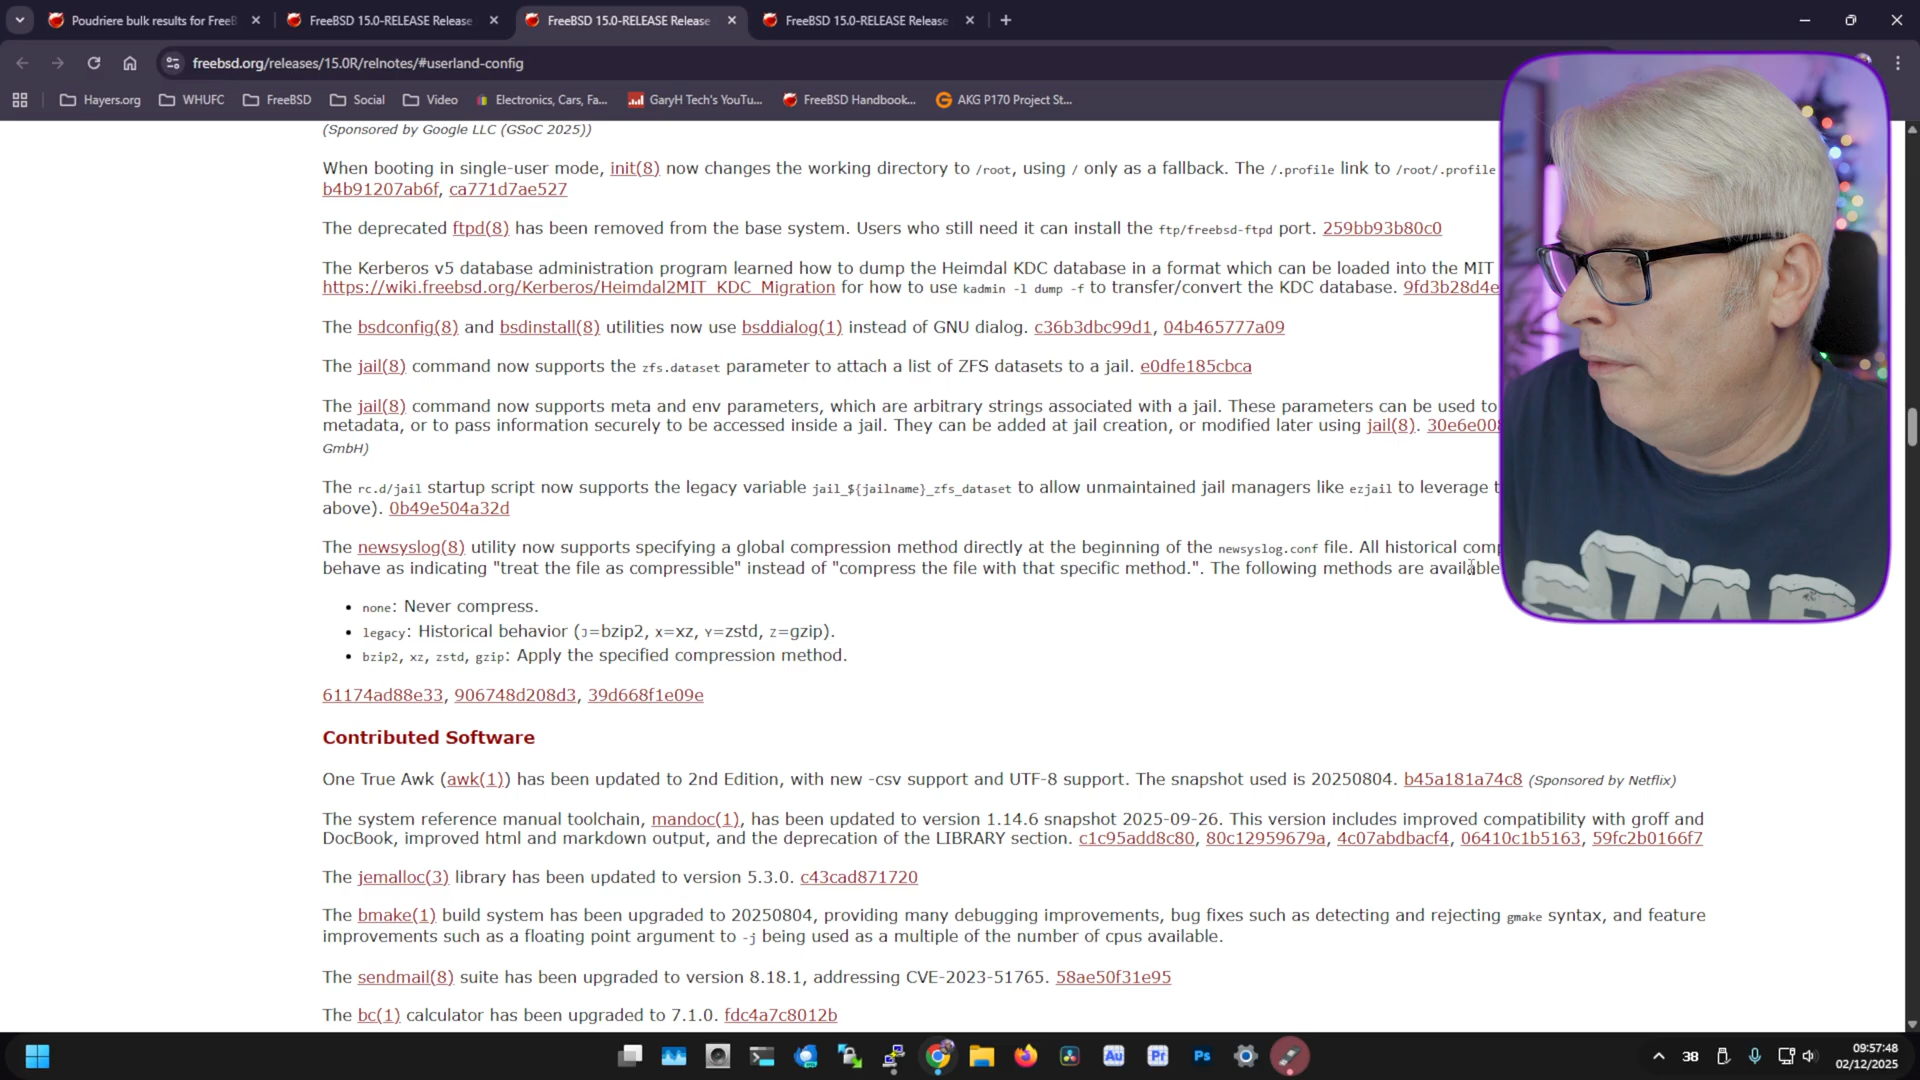 Poudriere bulk results for FreeB
FreeBSD 15.0-RELEASE Release
FreeBSD 15.0-RELEASE Release
FreeBSD 15.0-RELEASE Release
freebsd.org/releases/15.0R/relnotes/#userland-config
Hayers.org
WHUFC
FreeBSD
Social
Video
Electronics, Cars, Fa...
GaryH Tech's YouTu...
FreeBSD Handbook...
AKG P170 Project St...
(Sponsored by Google LLC (GSoC 2025))
When booting in single-user mode, init(8) now changes the working directory to /root, using / only as a fallback. The /.profile link to /root/.profile
b4b91207ab6f, ca771d7ae527
The deprecated ftpd(8) has been removed from the base system. Users who still need it can install the ftp/freebsd-ftpd port. 259bb93b80c0
The Kerberos v5 database administration program learned how to dump the Heimdal KDC database in a format which can be loaded into the MIT
https://wiki.freebsd.org/Kerberos/Heimdal2MIT_KDC_Migration for how to use kadmin -l dump -f to transfer/convert the KDC database. 9fd3b28d4e
The bsdconfig(8) and bsdinstall(8) utilities now use bsddialog(1) instead of GNU dialog. c36b3dbc99d1, 04b465777a09
The jail(8) command now supports the zfs.dataset parameter to attach a list of ZFS datasets to a jail. e0dfe185cbca
The jail(8) command now supports meta and env parameters, which are arbitrary strings associated with a jail. These parameters can be used to
metadata, or to pass information securely to be accessed inside a jail. They can be added at jail creation, or modified later using jail(8). 30e6e008
GmbH)
The rc.d/jail startup script now supports the legacy variable jail_${jailname}_zfs_dataset to allow unmaintained jail managers like ezjail to leverage t
above). 0b49e504a32d
The newsyslog(8) utility now supports specifying a global compression method directly at the beginning of the newsyslog.conf file. All historical comp
behave as indicating "treat the file as compressible" instead of "compress the file with that specific method.". The following methods are available
• none: Never compress.
• legacy: Historical behavior (J=bzip2, X=xz, Y=zstd, Z=gzip).
• bzip2, xz, zstd, gzip: Apply the specified compression method.
61174ad88e33, 906748d208d3, 39d668f1e09e
Contributed Software
One True Awk (awk(1)) has been updated to 2nd Edition, with new -csv support and UTF-8 support. The snapshot used is 20250804. b45a181a74c8 (Sponsored by Netflix)
The system reference manual toolchain, mandoc(1), has been updated to version 1.14.6 snapshot 2025-09-26. This version includes improved compatibility with groff and
DocBook, improved html and markdown output, and the deprecation of the LIBRARY section. c1c95add8c80, 80c12959679a, 4c07abdbacf4, 06410c1b5163, 59fc2b0166f7
The jemalloc(3) library has been updated to version 5.3.0. c43cad871720
The bmake(1) build system has been upgraded to 20250804, providing many debugging improvements, bug fixes such as detecting and rejecting gmake syntax, and feature
improvements such as a floating point argument to -j being used as a multiple of the number of cpus available.
The sendmail(8) suite has been upgraded to version 8.18.1, addressing CVE-2023-51765. 58ae50f31e95
The bc(1) calculator has been upgraded to 7.1.0. fdc4a7c8012b
STAR
Au
Pr
Ps
38
09:57:48
02/12/2025